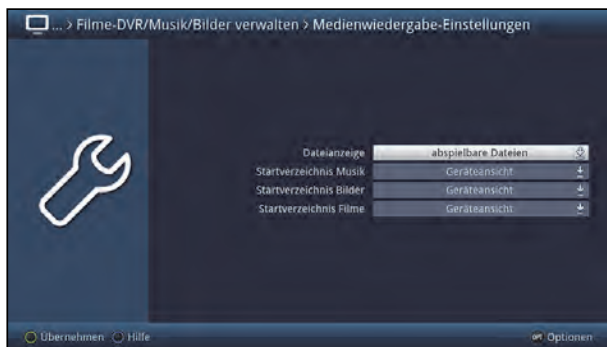 ... > Filme-DVR/Musik/Bilder verwalten > Medienwiedergabe-Einstellungen
Dateianzeige abspielbare Dateien
Startverzeichnis Musik Geräteansicht
Startverzeichnis Bilder Geräteansicht
Startverzeichnis Filme Geräteansicht
Übernehmen Hilfe OPT Optionen